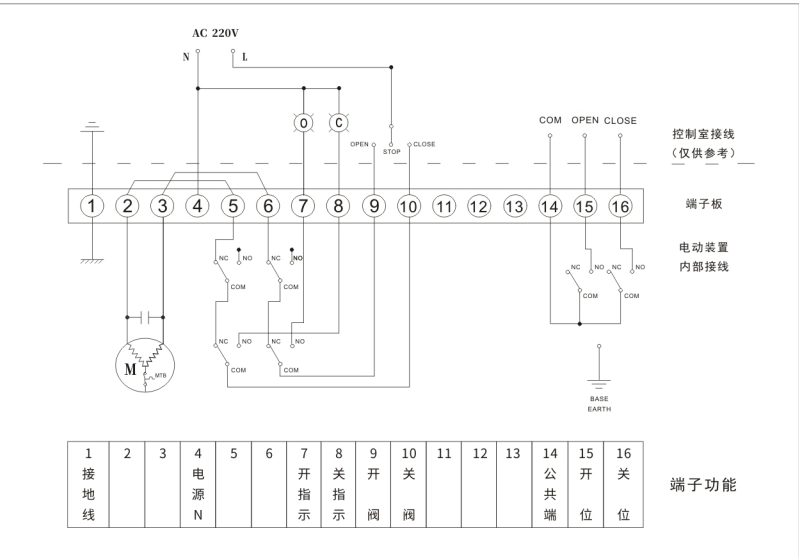 AC 220V
N L
O C
OPEN STOP CLOSE
COM OPEN CLOSE
控制室接线
(仅供参考)
1 2 3 4 5 6 7 8 9 10 11 12 13 14 15 16
端子板
电动装置
内部接线
NC NO NC NO
COM COM
NC NO NC NO
COM COM
NC NO NC NO
COM COM
M MTB
BASE
EARTH
1 2 3 4 5 6 7 8 9 10 11 12 13 14 15 16
接地线
电源N
开指示
关指示
开阀
关阀
公共端
开位
关位
端子功能